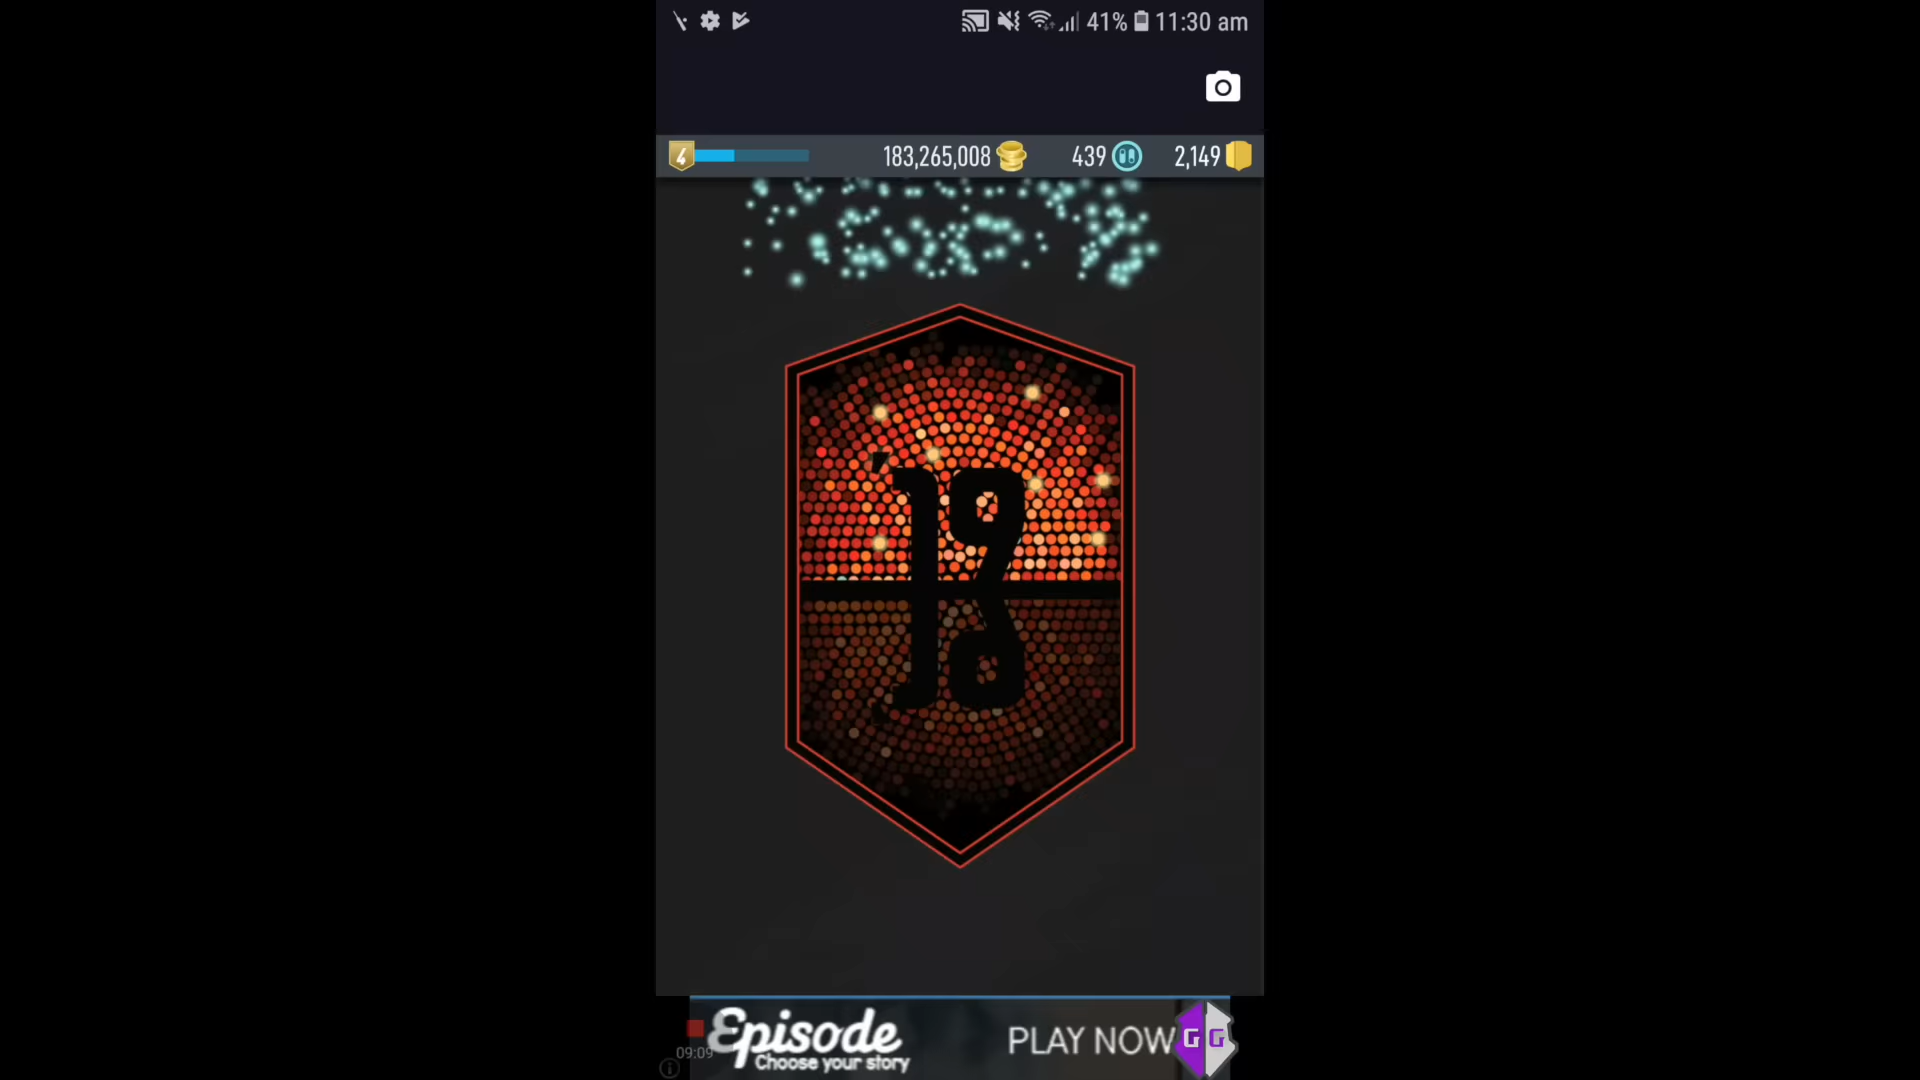 41% 11:30 am
4 183,265,008 439 2,149
'19
Episode
Choose your story
PLAY NOW
GG
09:09